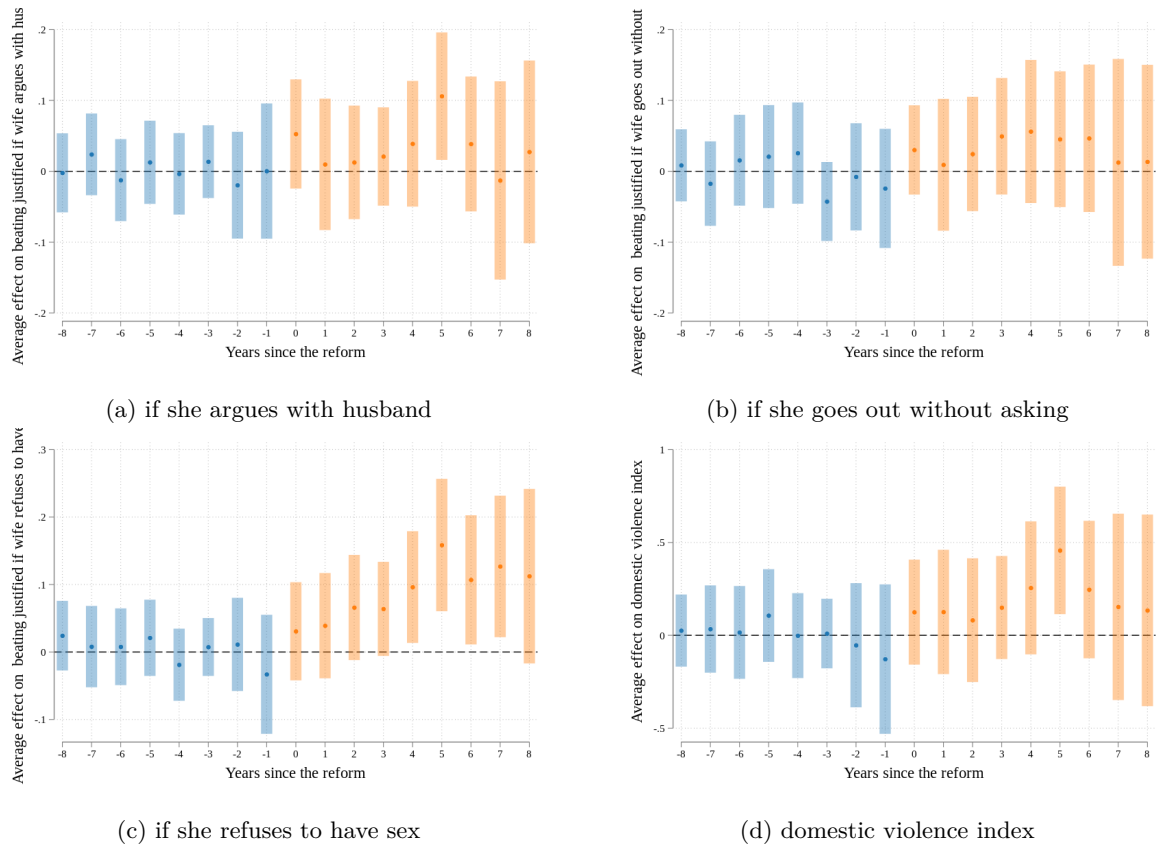 Average effect on beating justified if wife argues with hus
.2
.1
0
-.1
-.2
-8 -7 -6 -5 -4 -3 -2 -1 0 1 2 3 4 5 6 7 8
Years since the reform
(a) if she argues with husband
Average effect on beating justified if wife goes out without
.2
.1
0
-.1
-.2
-8 -7 -6 -5 -4 -3 -2 -1 0 1 2 3 4 5 6 7 8
Years since the reform
(b) if she goes out without asking
Average effect on beating justified if wife refuses to have
.3
.2
.1
0
-.1
-8 -7 -6 -5 -4 -3 -2 -1 0 1 2 3 4 5 6 7 8
Years since the reform
(c) if she refuses to have sex
Average effect on domestic violence index
1
.5
0
-.5
-8 -7 -6 -5 -4 -3 -2 -1 0 1 2 3 4 5 6 7 8
Years since the reform
(d) domestic violence index